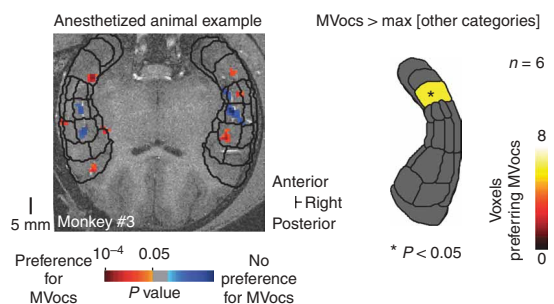 Anesthetized animal example
MVocs > max [other categories]
n = 6
*
Anterior
Right
Posterior
5 mm
Monkey #3
8
0
Voxels
preferring MVocs
* P < 0.05
10⁻⁴ 0.05
Preference
for
MVocs
P value
No
preference
for MVocs